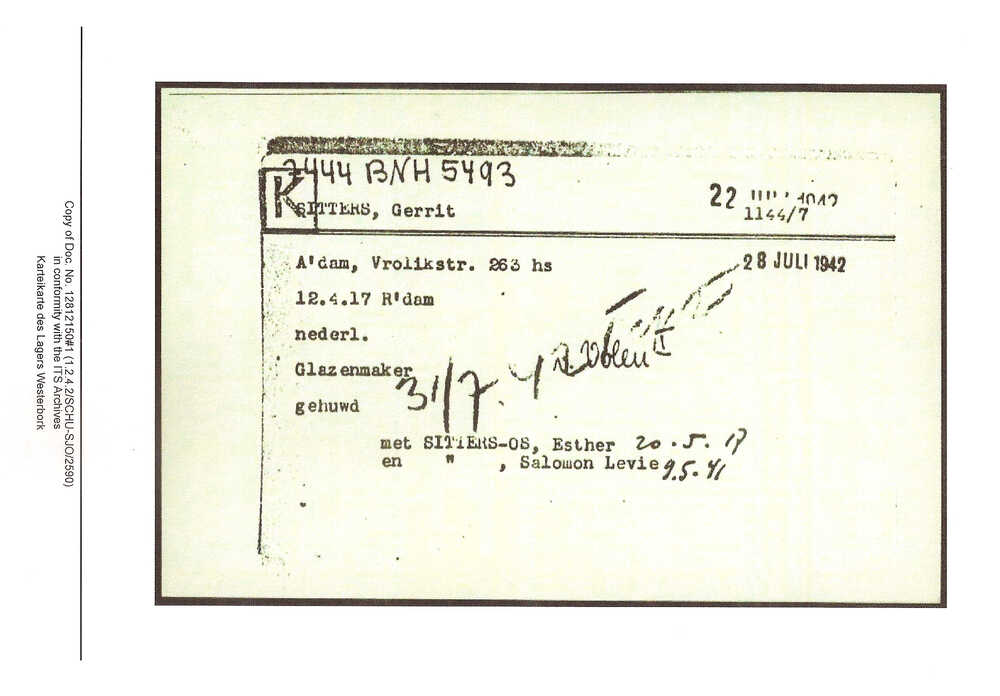 Copy of Doc. No. 12812150#1 (1.2.4.2/SCHU-SJO/2590)
in conformity with the ITS Archives
Karteikarte des Lagers Westerbork
7444 BNH 5493
K
SITTERS, Gerrit
22 1942
1144/7
A'dam, Vrolikstr. 263 hs
28 JULI 1942
12.4.17 R'dam
nederl.
Glazenmaker
31/7.
gehuwd
met SITTERS-OS, Esther 20.5.17
en " , Salomon Levie 9.5.41